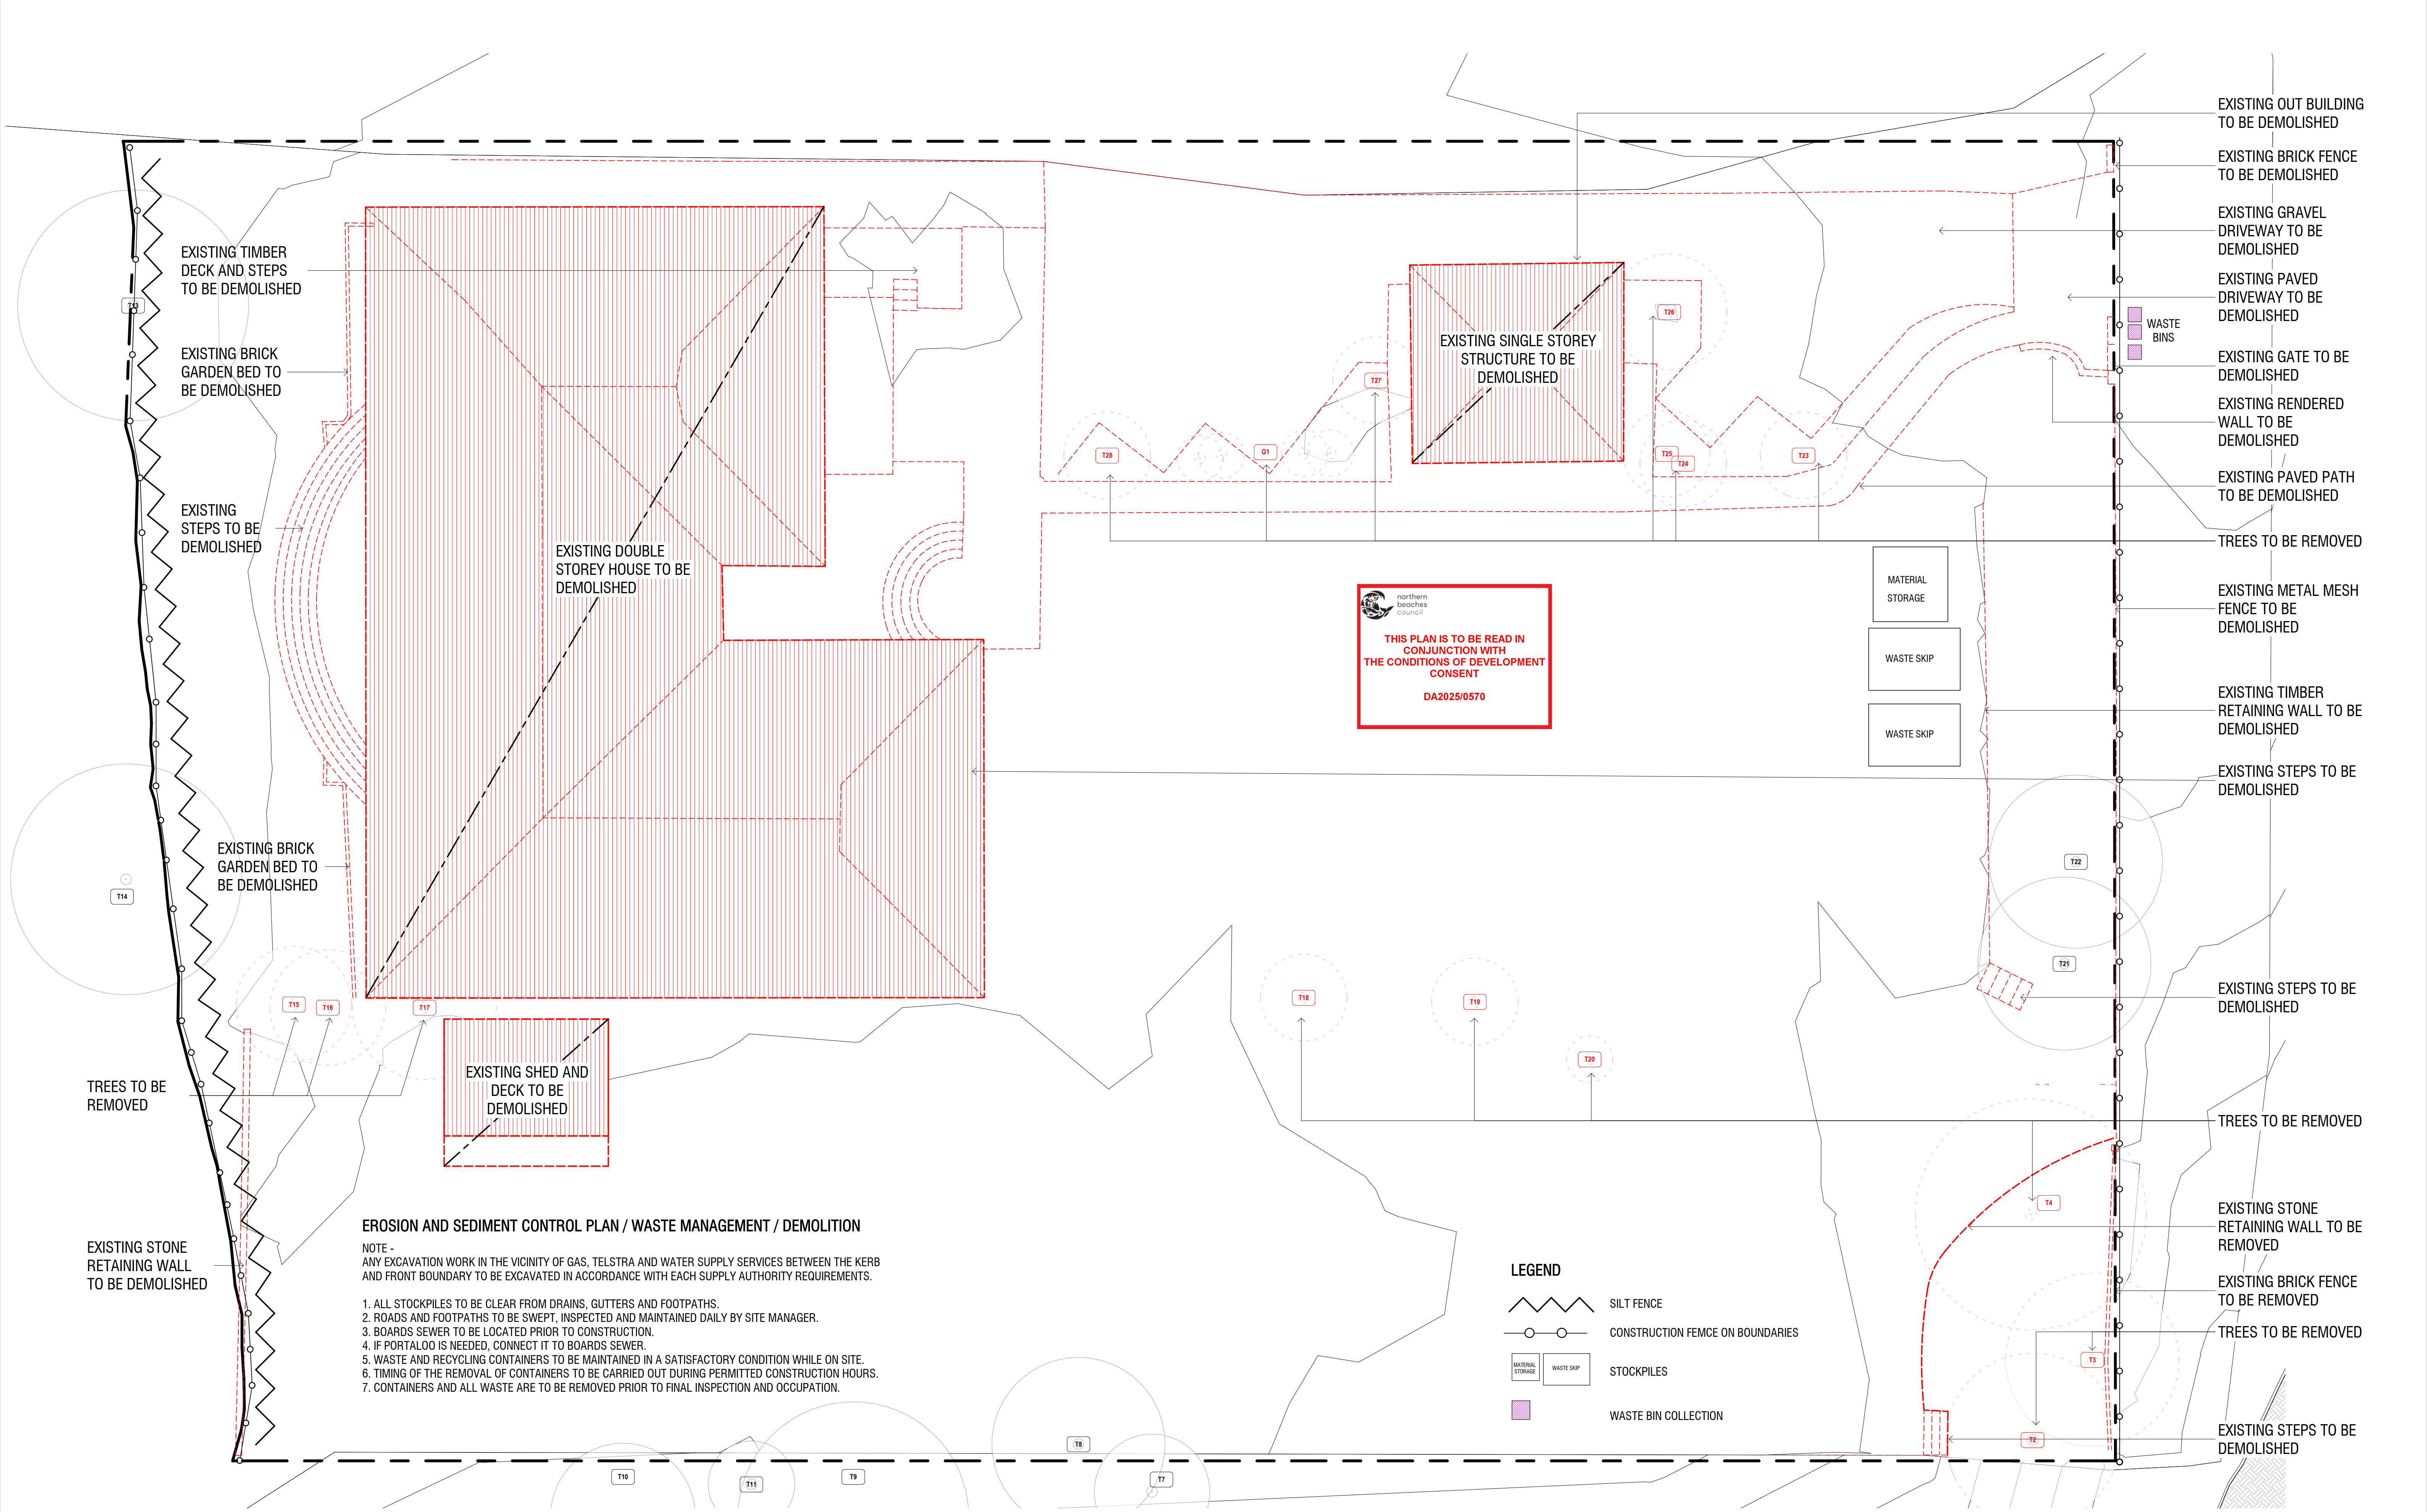 EXISTING OUT BUILDING
TO BE DEMOLISHED
EXISTING BRICK FENCE
TO BE DEMOLISHED
EXISTING GRAVEL
DRIVEWAY TO BE
DEMOLISHED
EXISTING PAVED
DRIVEWAY TO BE
DEMOLISHED
WASTE
BINS
EXISTING GATE TO BE
DEMOLISHED
EXISTING RENDERED
WALL TO BE
DEMOLISHED
EXISTING PAVED PATH
TO BE DEMOLISHED
TREES TO BE REMOVED
EXISTING METAL MESH
FENCE TO BE
DEMOLISHED
EXISTING TIMBER
RETAINING WALL TO BE
DEMOLISHED
EXISTING STEPS TO BE
DEMOLISHED
EXISTING STEPS TO BE
DEMOLISHED
TREES TO BE REMOVED
EXISTING STONE
RETAINING WALL TO BE
REMOVED
EXISTING BRICK FENCE
TO BE REMOVED
TREES TO BE REMOVED
EXISTING STEPS TO BE
DEMOLISHED
EXISTING TIMBER
DECK AND STEPS
TO BE DEMOLISHED
T13
EXISTING BRICK
GARDEN BED TO
BE DEMOLISHED
EXISTING
STEPS TO BE
DEMOLISHED
EXISTING DOUBLE
STOREY HOUSE TO BE
DEMOLISHED
EXISTING BRICK
GARDEN BED TO
BE DEMOLISHED
T14
T15
T16
T17
TREES TO BE
REMOVED
EXISTING SHED AND
DECK TO BE
DEMOLISHED
EXISTING STONE
RETAINING WALL
TO BE DEMOLISHED
EXISTING SINGLE STOREY
STRUCTURE TO BE
DEMOLISHED
T26
T27
T28
G1
T25
T24
T23
northern
beaches
council
THIS PLAN IS TO BE READ IN
CONJUNCTION WITH
THE CONDITIONS OF DEVELOPMENT
CONSENT
DA2025/0570
MATERIAL
STORAGE
WASTE SKIP
WASTE SKIP
T22
T21
T18
T19
T20
T4
T3
T2
EROSION AND SEDIMENT CONTROL PLAN / WASTE MANAGEMENT / DEMOLITION
NOTE -
ANY EXCAVATION WORK IN THE VICINITY OF GAS, TELSTRA AND WATER SUPPLY SERVICES BETWEEN THE KERB
AND FRONT BOUNDARY TO BE EXCAVATED IN ACCORDANCE WITH EACH SUPPLY AUTHORITY REQUIREMENTS.
1. ALL STOCKPILES TO BE CLEAR FROM DRAINS, GUTTERS AND FOOTPATHS.
2. ROADS AND FOOTPATHS TO BE SWEPT, INSPECTED AND MAINTAINED DAILY BY SITE MANAGER.
3. BOARDS SEWER TO BE LOCATED PRIOR TO CONSTRUCTION.
4. IF PORTALOO IS NEEDED, CONNECT IT TO BOARDS SEWER.
5. WASTE AND RECYCLING CONTAINERS TO BE MAINTAINED IN A SATISFACTORY CONDITION WHILE ON SITE.
6. TIMING OF THE REMOVAL OF CONTAINERS TO BE CARRIED OUT DURING PERMITTED CONSTRUCTION HOURS.
7. CONTAINERS AND ALL WASTE ARE TO BE REMOVED PRIOR TO FINAL INSPECTION AND OCCUPATION.
LEGEND
SILT FENCE
CONSTRUCTION FEMCE ON BOUNDARIES
MATERIAL
STORAGE
WASTE SKIP
STOCKPILES
WASTE BIN COLLECTION
T10
T11
T9
T8
T7